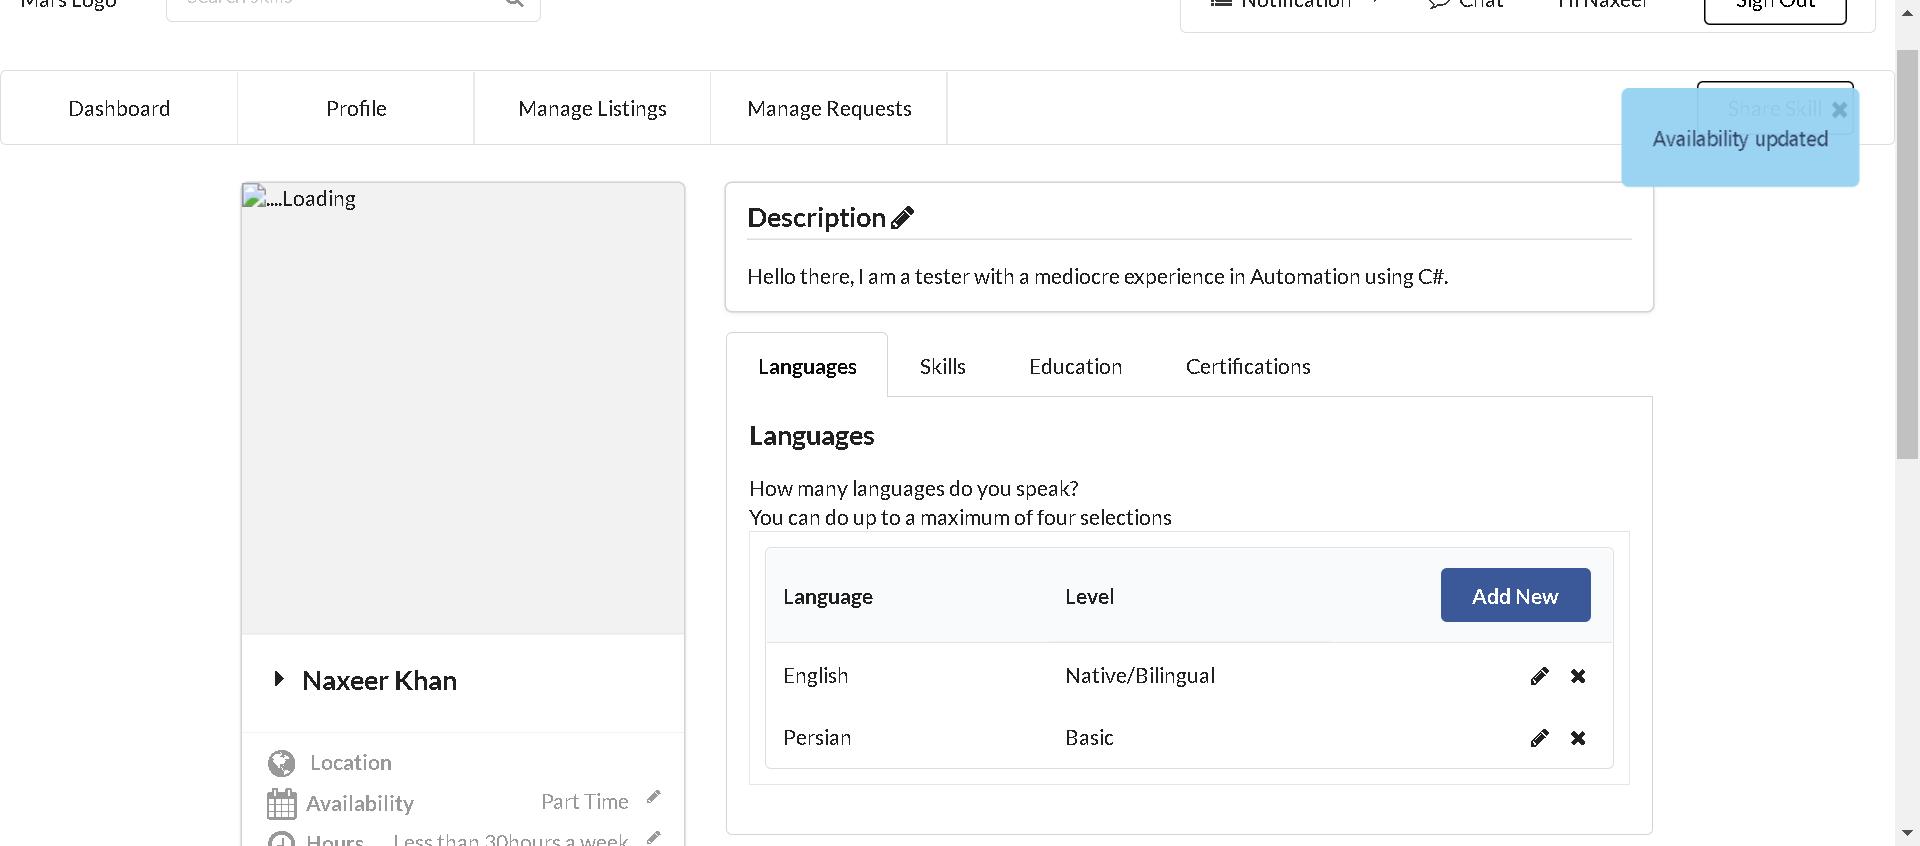 Mars Logo
Search skills
Notification
Chat
Hi Naxeer
Sign Out
Dashboard
Profile
Manage Listings
Manage Requests
Share Skill
Availability updated
....Loading
Description
Hello there, I am a tester with a mediocre experience in Automation using C#.
Languages
Skills
Education
Certifications
Languages
How many languages do you speak?
You can do up to a maximum of four selections
Language
Level
Add New
English
Native/Bilingual
Persian
Basic
Naxeer Khan
Location
Availability
Part Time
Hours
Less than 30hours a week